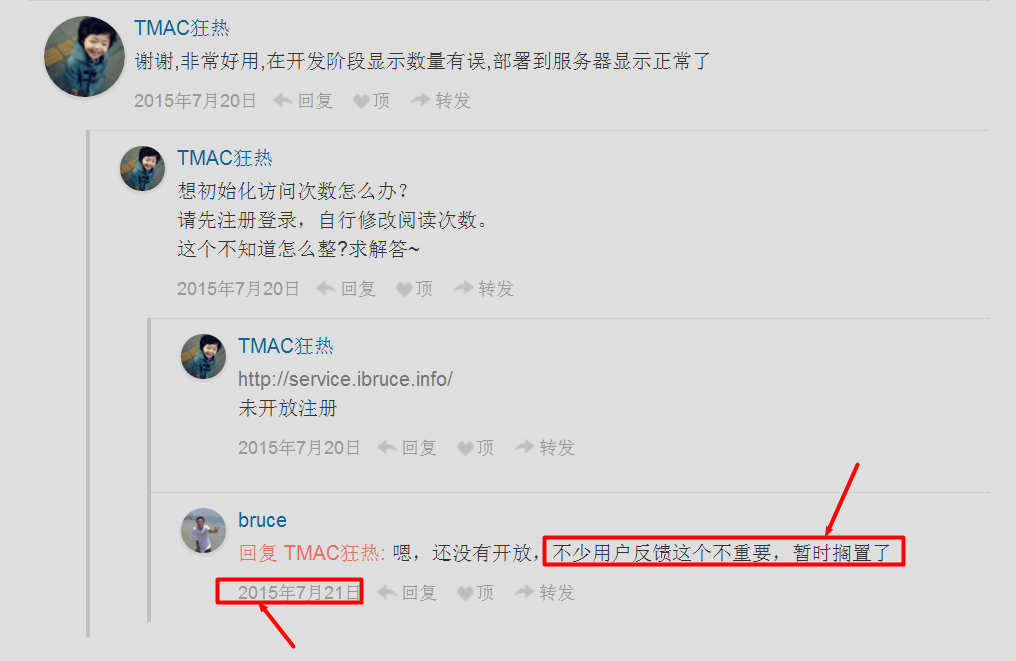 TMAC狂热
谢谢,非常好用,在开发阶段显示数量有误,部署到服务器显示正常了
2015年7月20日 回复 顶 转发
TMAC狂热
想初始化访问次数怎么办？
请先注册登录，自行修改阅读次数。
这个不知道怎么整?求解答~
2015年7月20日 回复 顶 转发
TMAC狂热
http://service.ibruce.info/
未开放注册
2015年7月20日 回复 顶 转发
bruce
回复 TMAC狂热: 嗯，还没有开放，不少用户反馈这个不重要，暂时搁置了
2015年7月21日 回复 顶 转发